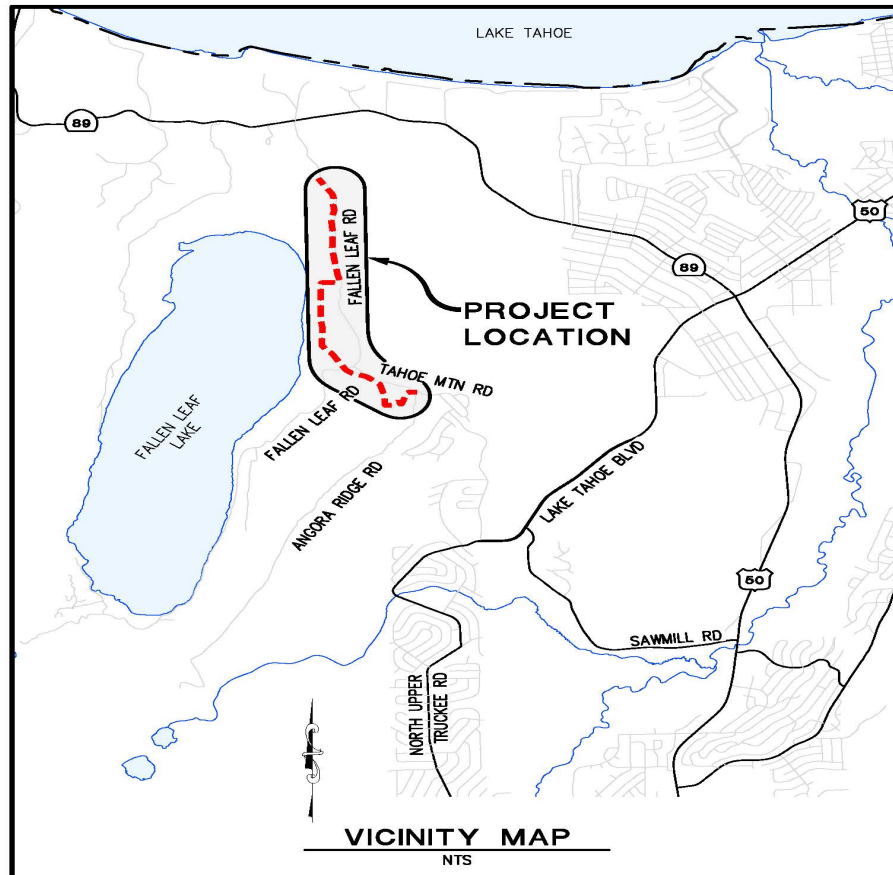 LAKE TAHOE
89
50
FALLEN LEAF RD
89
PROJECT
LOCATION
TAHOE MTN RD
FALLEN LEAF RD
FALLEN LEAF
LAKE
ANGORA RIDGE RD
LAKE TAHOE BLVD
50
SAWMILL RD
NORTH UPPER
TRUCKEE RD
VICINITY MAP
NTS